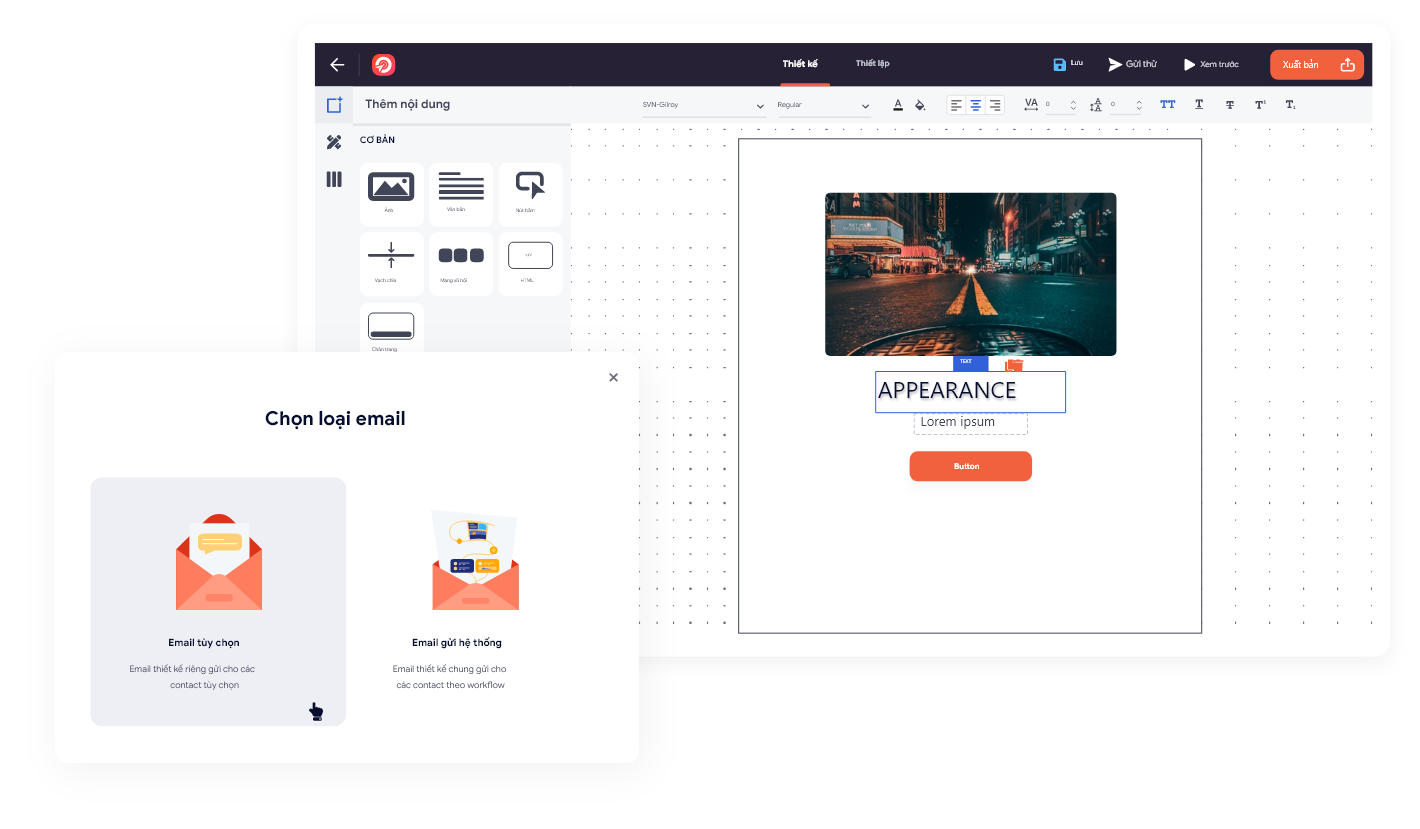 Thiết kế
Thiết lập
Lưu
Gửi thử
Xem trước
Xuất bản
Thêm nội dung
SVN-Gilroy
Regular
VA
0
0
TT
T
T
T¹
T₁
CƠ BẢN
Ảnh
Văn bản
Nút bấm
Vạch chia
Mạng xã hội
HTML
Chân trang
TEXT
APPEARANCE
Lorem ipsum
Button
Chọn loại email
Email tùy chọn
Email thiết kế riêng gửi cho các
contact tùy chọn
Email gửi hệ thống
Email thiết kế chung gửi cho
các contact theo workflow